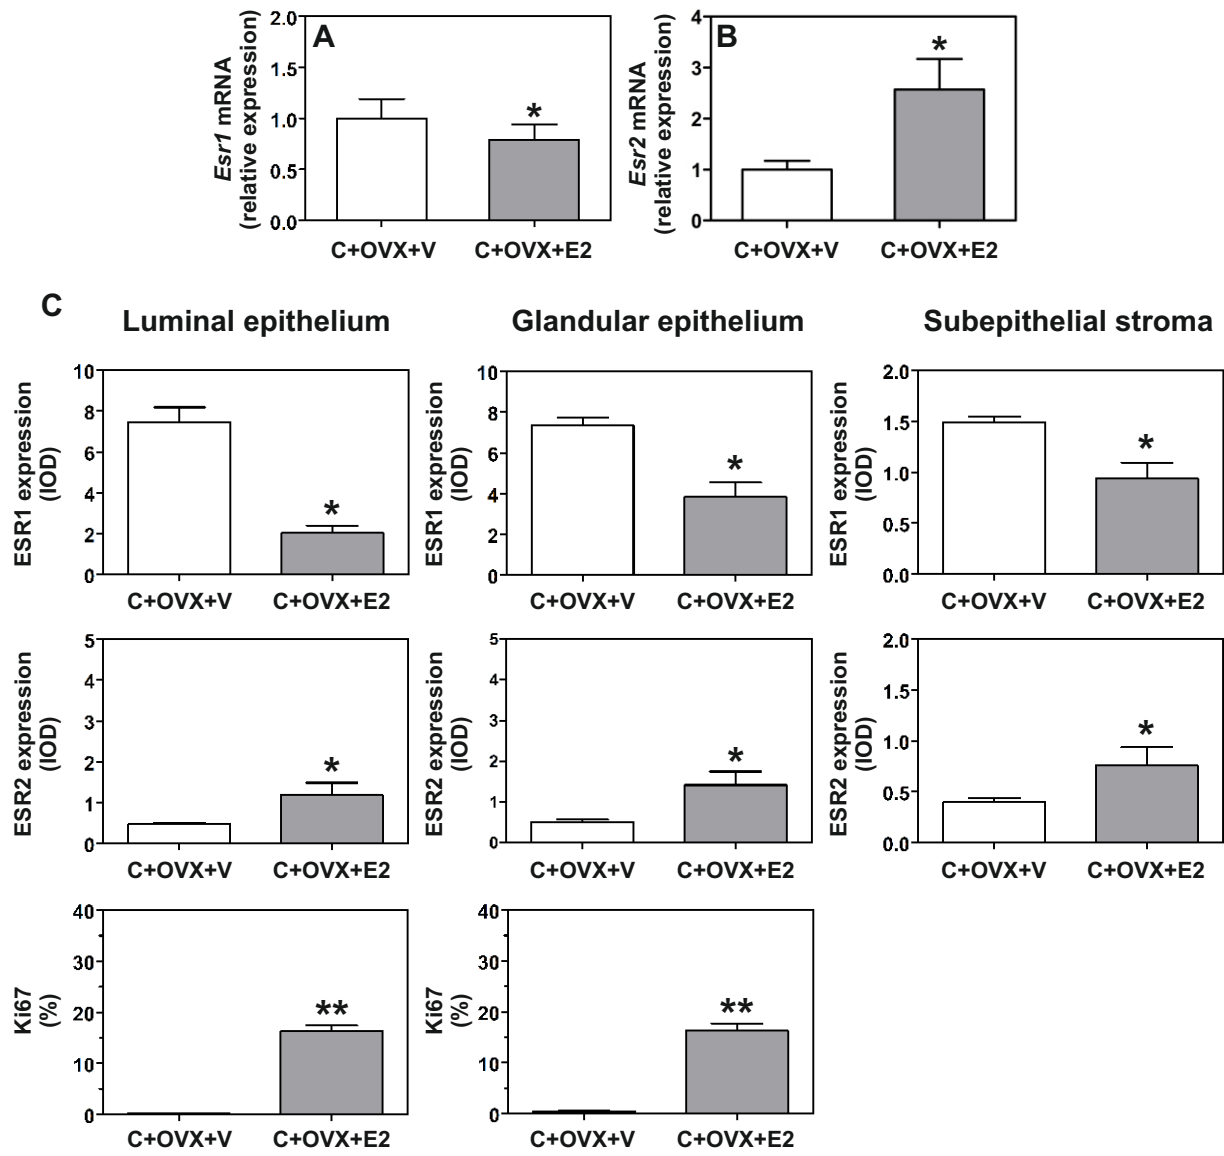 A
Esr1 mRNA
(relative expression)
2.0
1.5
1.0
0.5
0.0
*
C+OVX+V C+OVX+E2
B
Esr2 mRNA
(relative expression)
4
3
2
1
0
*
C+OVX+V C+OVX+E2
C
Luminal epithelium Glandular epithelium Subepithelial stroma
ESR1 expression
(IOD)
10
8
6
4
2
0
*
C+OVX+V C+OVX+E2
ESR1 expression
(IOD)
10
8
6
4
2
0
*
C+OVX+V C+OVX+E2
ESR1 expression
(IOD)
2.0
1.5
1.0
0.5
0.0
*
C+OVX+V C+OVX+E2
ESR2 expression
(IOD)
5
4
3
2
1
0
*
C+OVX+V C+OVX+E2
ESR2 expression
(IOD)
5
4
3
2
1
0
*
C+OVX+V C+OVX+E2
ESR2 expression
(IOD)
2.0
1.5
1.0
0.5
0.0
*
C+OVX+V C+OVX+E2
Ki67
(%)
40
30
20
10
0
**
C+OVX+V C+OVX+E2
Ki67
(%)
40
30
20
10
0
**
C+OVX+V C+OVX+E2